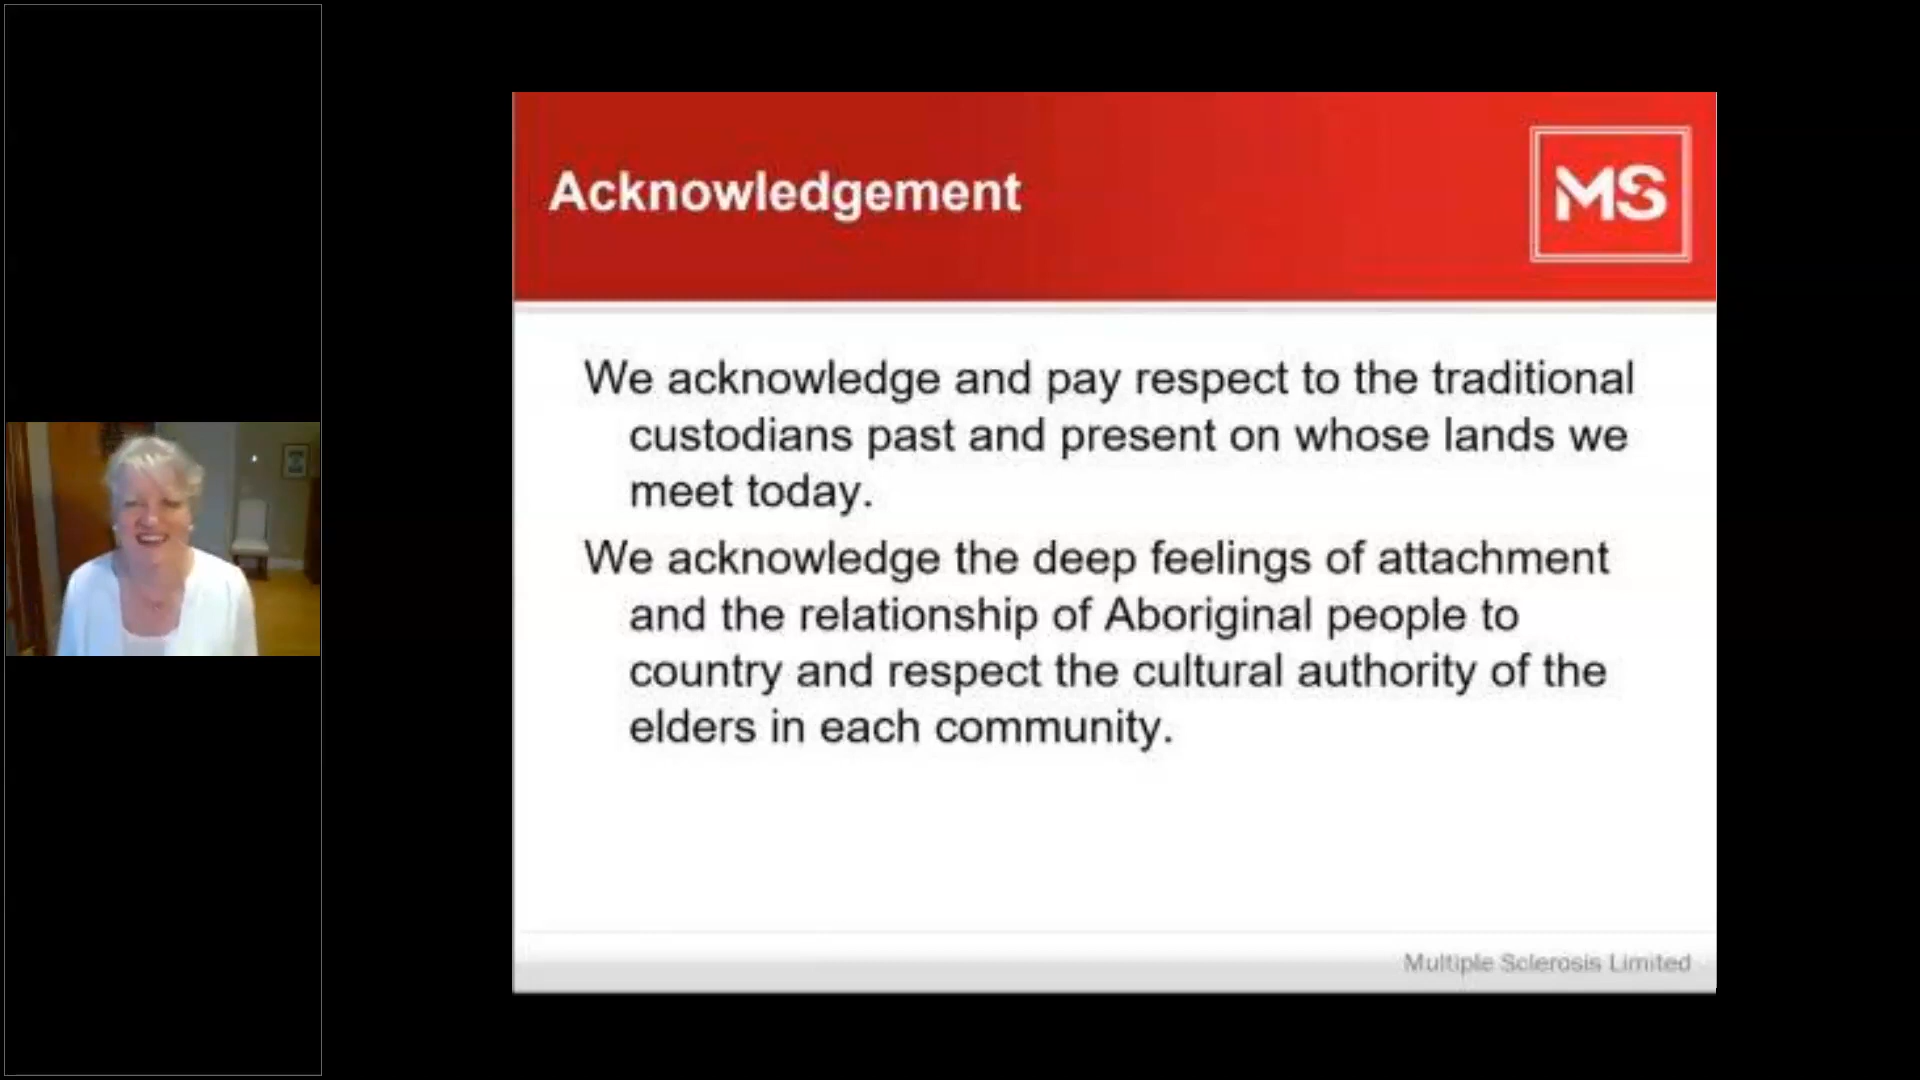 Acknowledgement
MS
We acknowledge and pay respect to the traditional
custodians past and present on whose lands we
meet today.
We acknowledge the deep feelings of attachment
and the relationship of Aboriginal people to
country and respect the cultural authority of the
elders in each community.
Multiple Sclerosis Limited